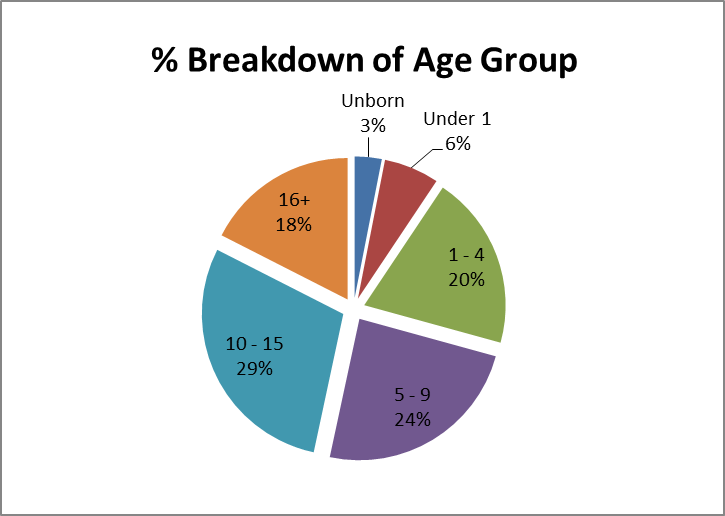 % Breakdown of Age Group
Unborn
3%
Under 1
6%
1 - 4
20%
5 - 9
24%
10 - 15
29%
16+
18%